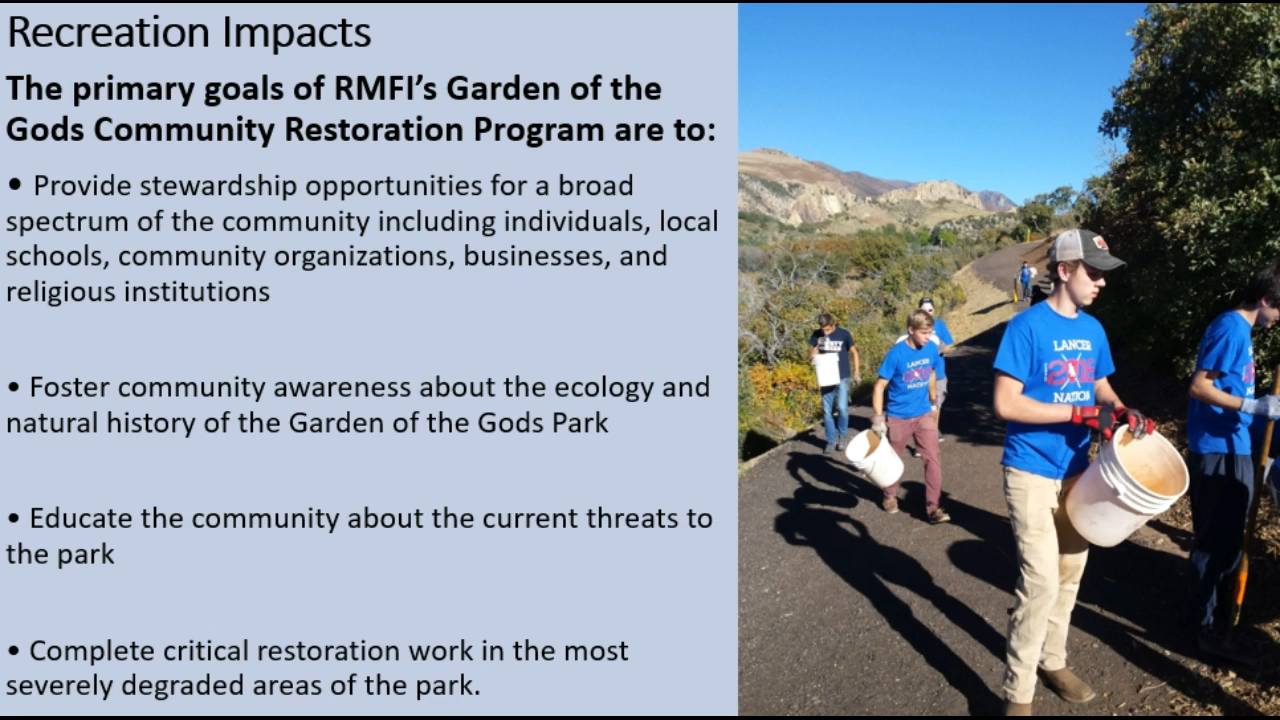 Recreation Impacts
The primary goals of RMFI's Garden of the
Gods Community Restoration Program are to:
• Provide stewardship opportunities for a broad
spectrum of the community including individuals, local
schools, community organizations, businesses, and
religious institutions
• Foster community awareness about the ecology and
natural history of the Garden of the Gods Park
• Educate the community about the current threats to
the park
• Complete critical restoration work in the most
severely degraded areas of the park.
LANCER
NATION